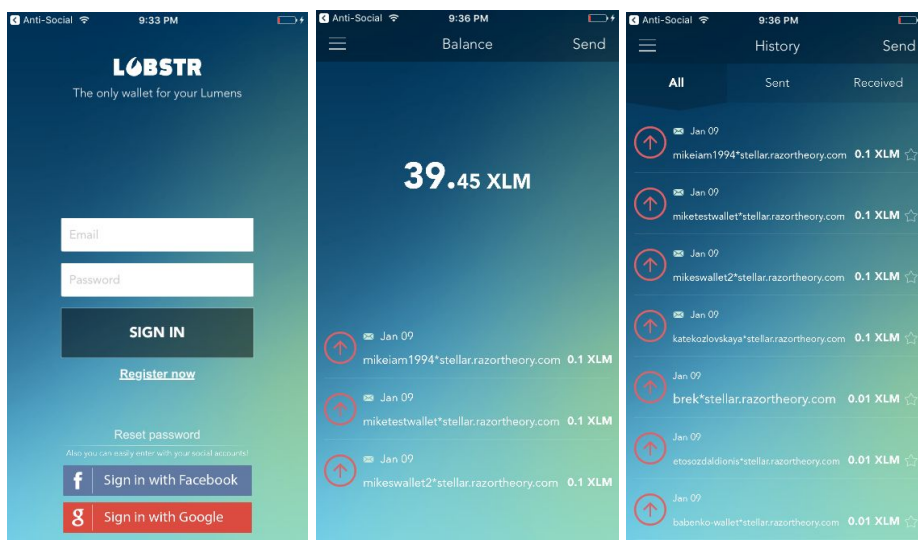 Anti-Social 9:33 PM
LOBSTR
The only wallet for your Lumens
Email
Password
SIGN IN
Register now
Reset password
Also you can easily enter with your social accounts!
f Sign in with Facebook
g Sign in with Google
Anti-Social 9:36 PM
Balance Send
39.45 XLM
Jan 09
mikeiam1994*stellar.razortheory.com 0.1 XLM
Jan 09
miketestwallet*stellar.razortheory.com 0.1 XLM
Jan 09
mikeswallet2*stellar.razortheory.com 0.1 XLM
Anti-Social 9:36 PM
History Send
All Sent Received
Jan 09
mikeiam1994*stellar.razortheory.com 0.1 XLM
Jan 09
miketestwallet*stellar.razortheory.com 0.1 XLM
Jan 09
mikeswallet2*stellar.razortheory.com 0.1 XLM
Jan 09
katekozlovskaya*stellar.razortheory.com 0.1 XLM
Jan 09
brek*stellar.razortheory.com 0.01 XLM
Jan 09
etosozdaldionis*stellar.razortheory.com 0.01 XLM
Jan 09
babenko-wallet*stellar.razortheory.com 0.01 XLM